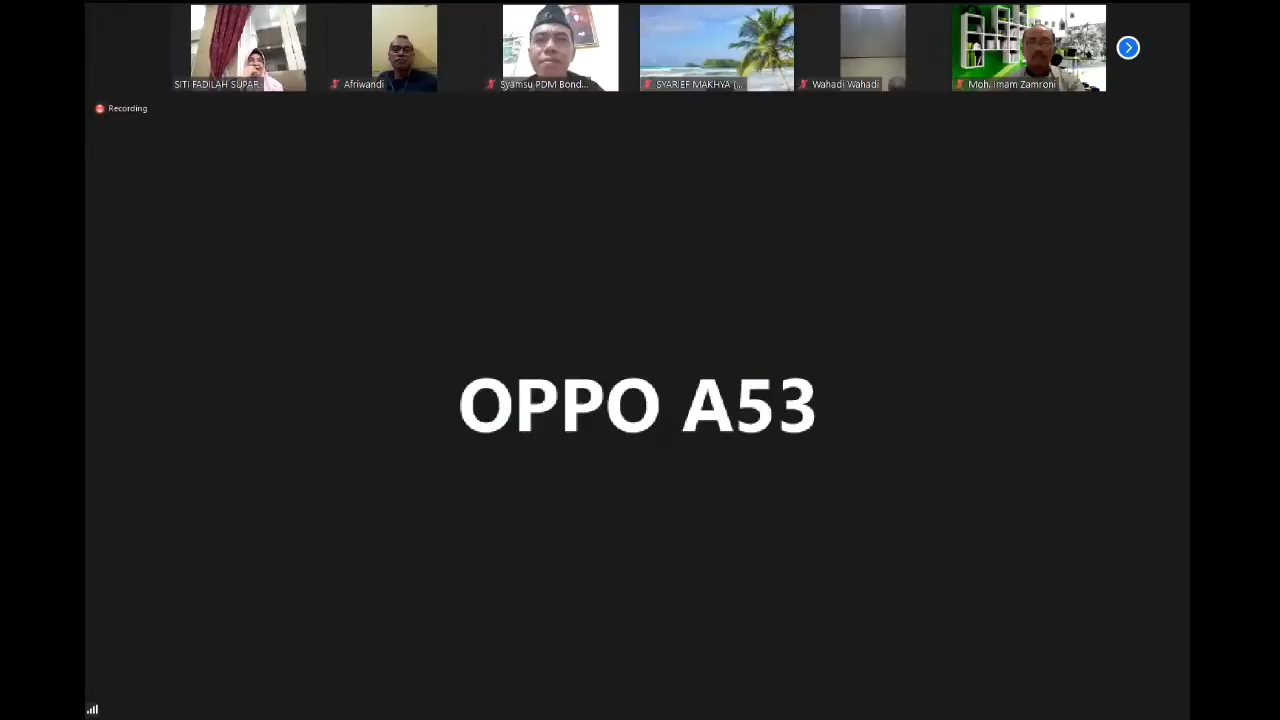 SITI FADILAH SUPAR
Afriwandi
Syamsu PDM Bond...
SYARIEF MAKHYA (...
Wahadi Wahadi
Moh. Imam Zamroni
Recording
OPPO A53